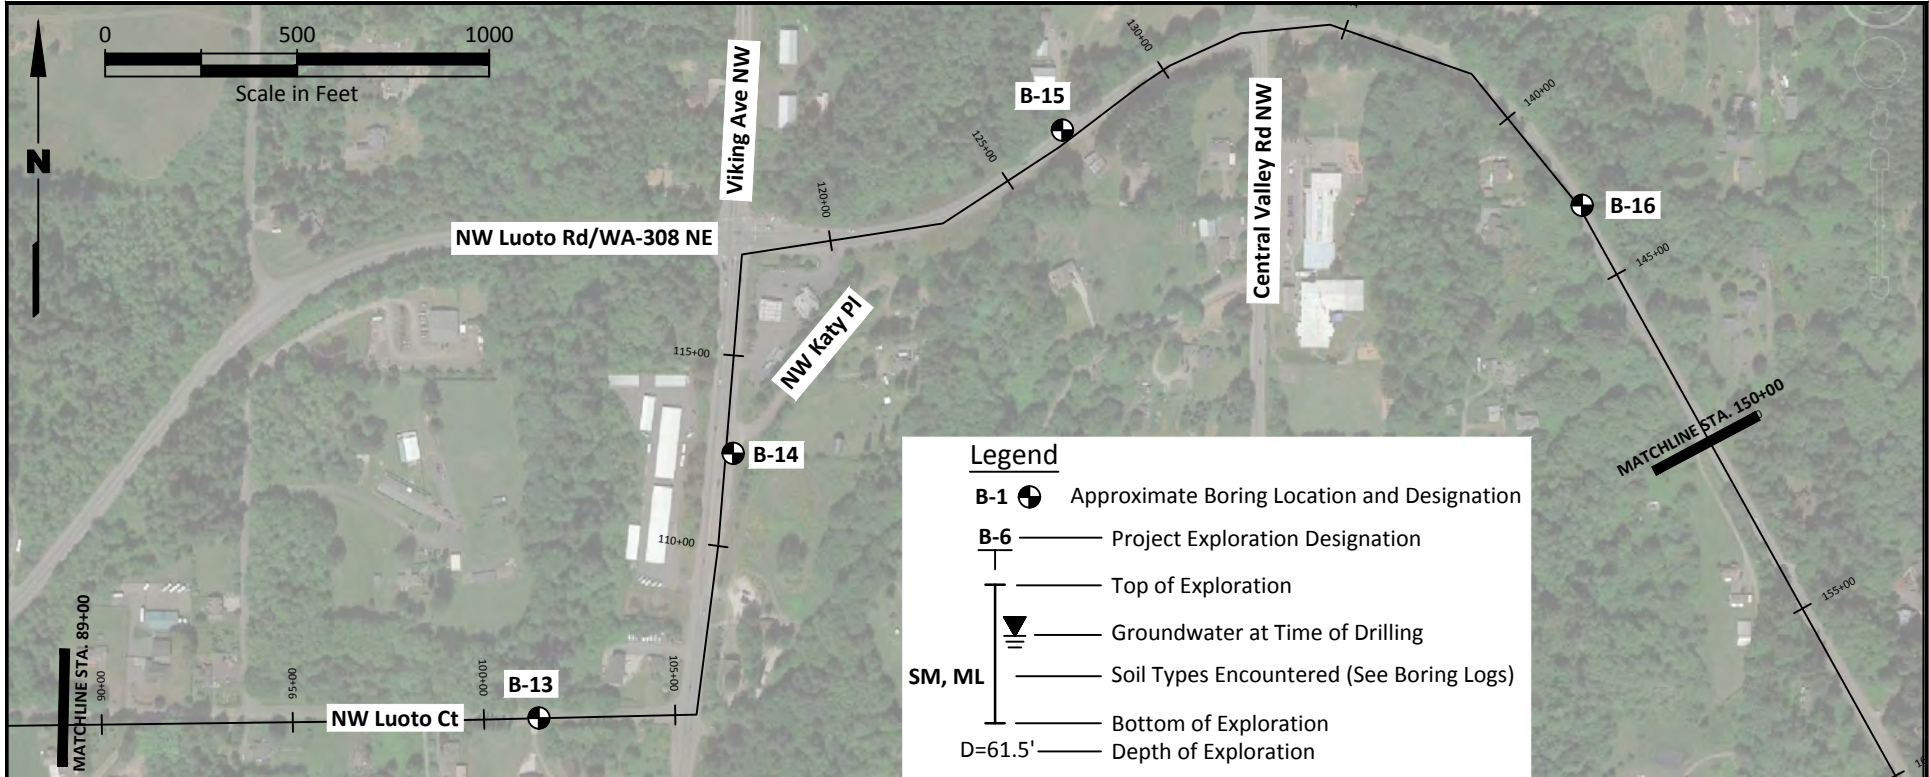 0 500 1000
Scale in Feet
N
Viking Ave NW
NW Luoto Rd/WA-308 NE
NW Katy Pl
Central Valley Rd NW
NW Luoto Ct
B-13
B-14
B-15
B-16
MATCHLINE STA. 89+00
90+00
95+00
100+00
105+00
110+00
115+00
120+00
125+00
130+00
140+00
145+00
MATCHLINE STA. 150+00
155+00
Legend
B-1 Approximate Boring Location and Designation
B-6 Project Exploration Designation
Top of Exploration
Groundwater at Time of Drilling
SM, ML Soil Types Encountered (See Boring Logs)
Bottom of Exploration
D=61.5' Depth of Exploration